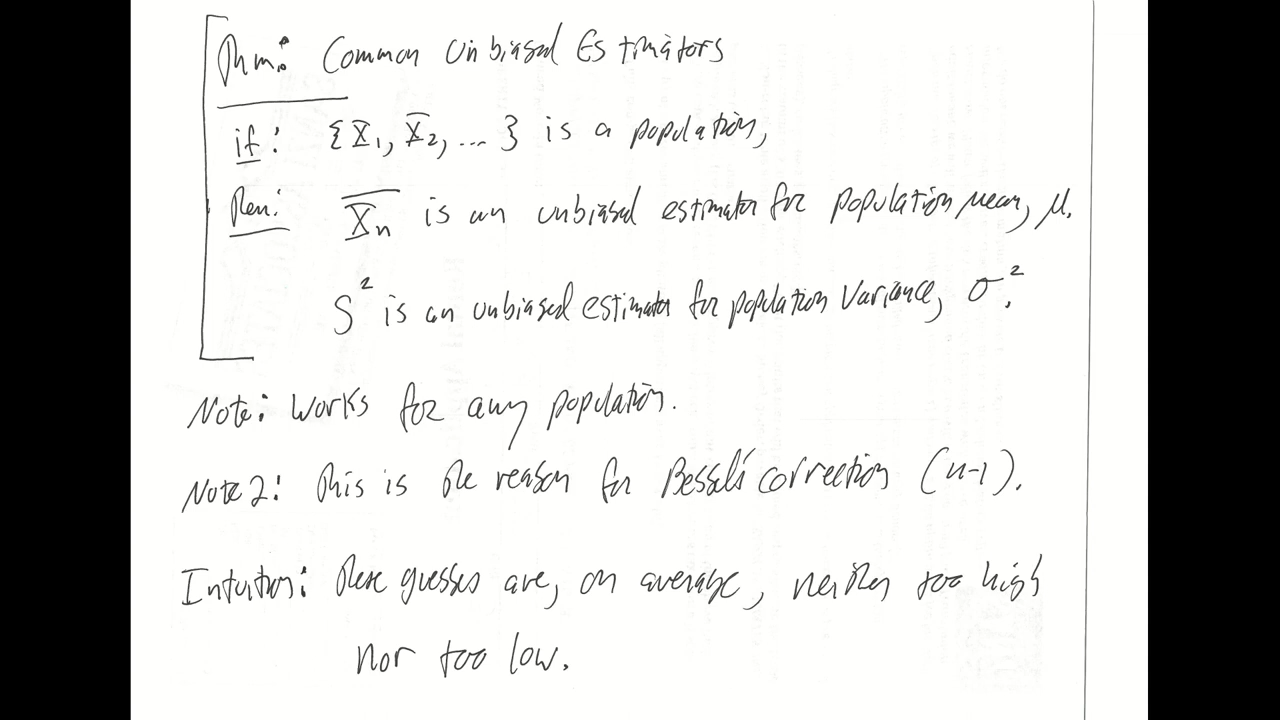 Thm: Common Unbiased Estimators
if: {X₁, X₂, ... } is a population,
then: X̅ₙ is an unbiased estimator for population mean, μ.
S² is an unbiased estimator for population variance, σ².
Note: Works for any population.
Note 2: This is the reason for Bessel's correction (n-1).
Intuition: these guesses are, on average, neither too high
nor too low.